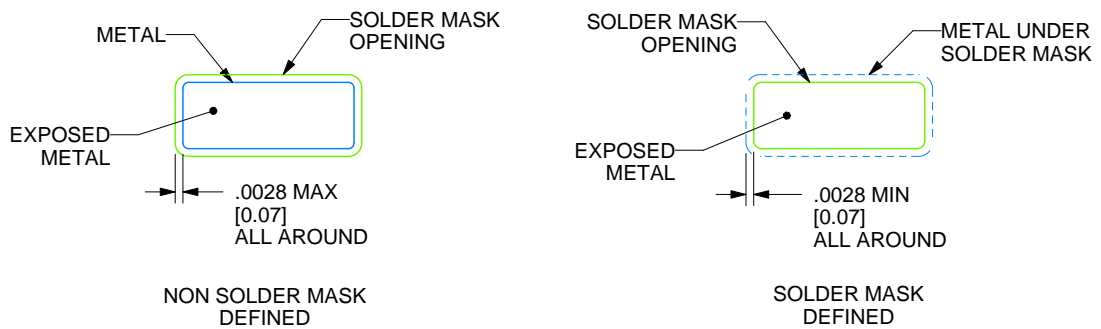 METAL
SOLDER MASK
OPENING
EXPOSED
METAL
.0028 MAX
[0.07]
ALL AROUND
NON SOLDER MASK
DEFINED
SOLDER MASK
OPENING
METAL UNDER
SOLDER MASK
EXPOSED
METAL
.0028 MIN
[0.07]
ALL AROUND
SOLDER MASK
DEFINED